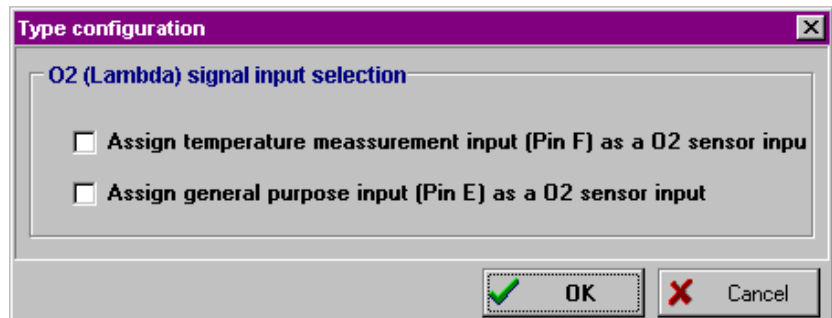 Type configuration
O2 (Lambda) signal input selection
Assign temperature meassurement input (Pin F) as a O2 sensor inpu
Assign general purpose input (Pin E) as a O2 sensor input
OK
Cancel